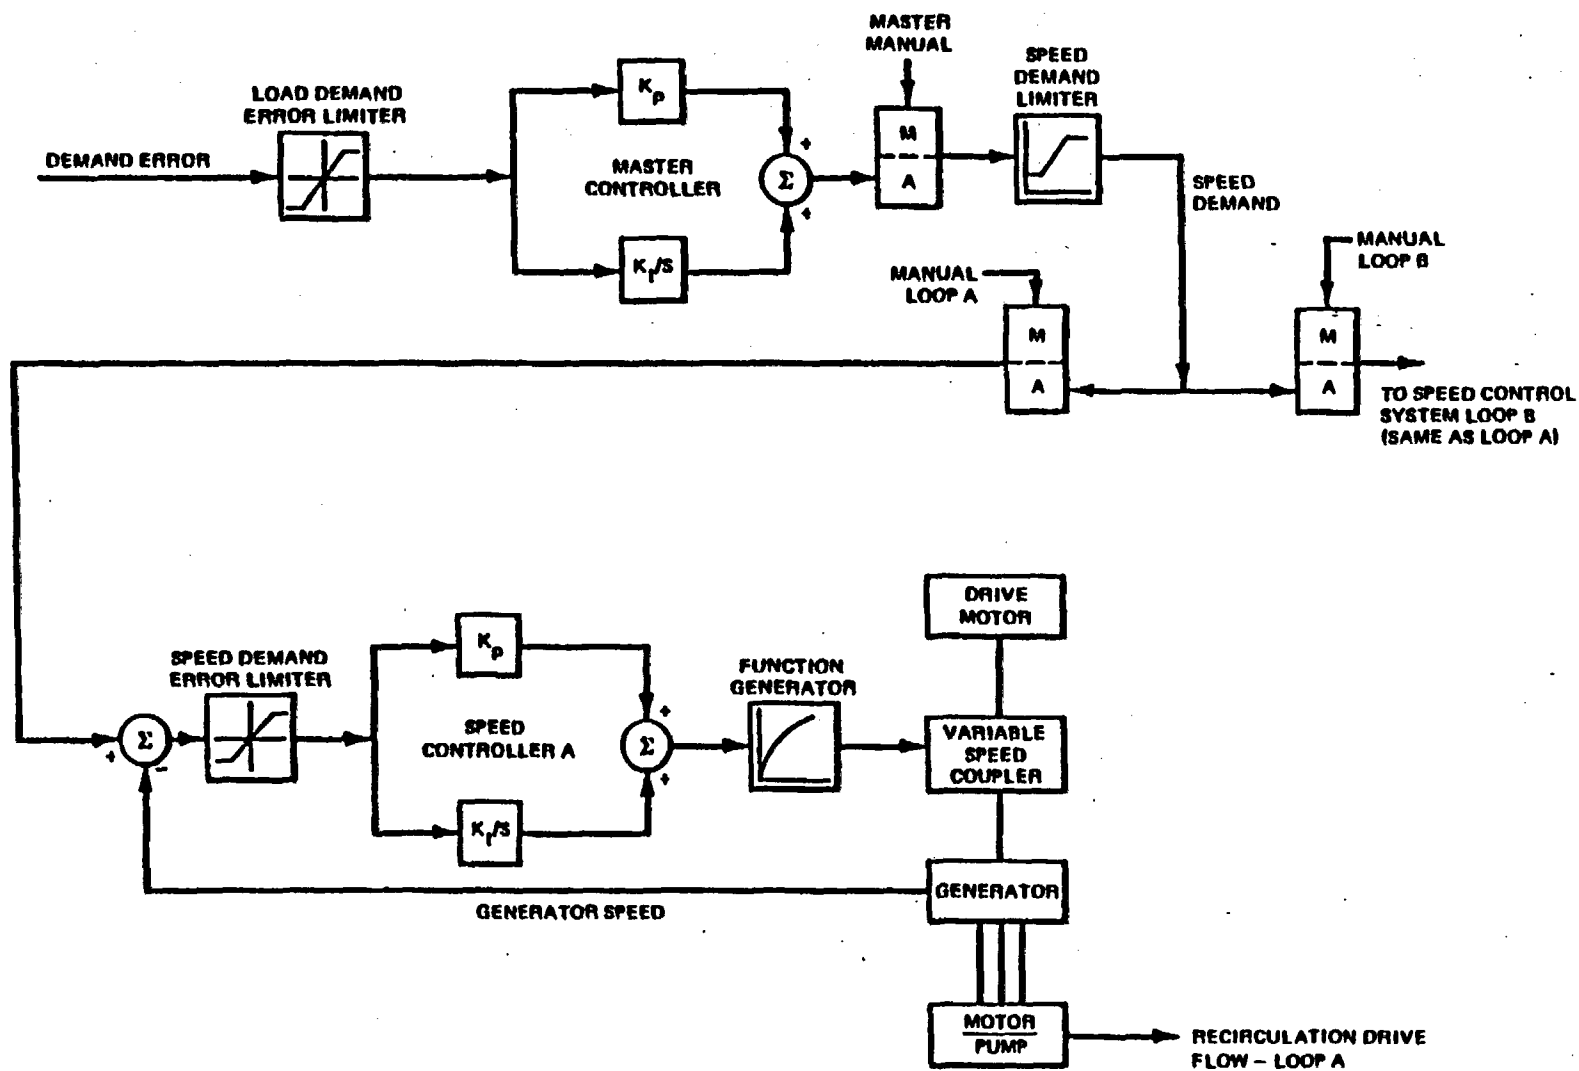 MASTER
MANUAL
SPEED
DEMAND
LIMITER
LOAD DEMAND
ERROR LIMITER
Kp
DEMAND ERROR
MASTER
CONTROLLER
+
Σ
+
M
A
SPEED
DEMAND
KI/S
MANUAL
LOOP A
MANUAL
LOOP B
M
A
M
A
TO SPEED CONTROL
SYSTEM LOOP B
(SAME AS LOOP A)
DRIVE
MOTOR
SPEED DEMAND
ERROR LIMITER
Kp
FUNCTION
GENERATOR
+
Σ
-
SPEED
CONTROLLER A
+
Σ
+
VARIABLE
SPEED
COUPLER
KI/S
GENERATOR
GENERATOR SPEED
MOTOR
PUMP
RECIRCULATION DRIVE
FLOW – LOOP A